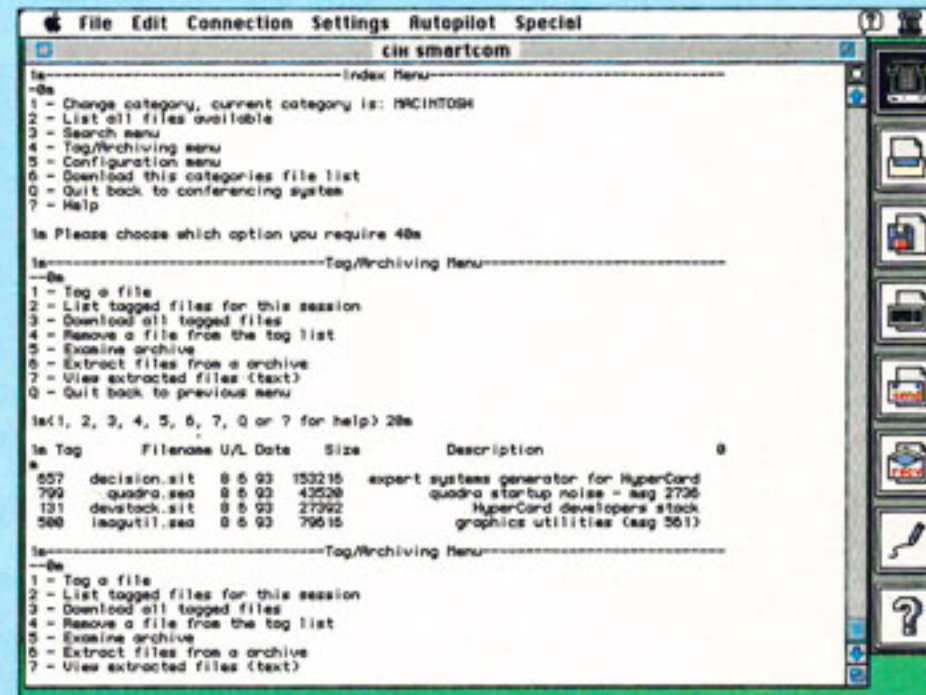 File Edit Connection Settings Autopilot Special
cix smartcom
1m-----------------------------------Index Menu-----------------------------------
-0m
1 - Change category, current category is: MACINTOSH
2 - List all files available
3 - Search menu
4 - Tag/Archiving menu
5 - Configuration menu
6 - Download this categories file list
Q - Quit back to conferencing system
? - Help
1m Please choose which option you require 40m
1m---------------------------------Tag/Archiving Menu-----------------------------
--0m
1 - Tag a file
2 - List tagged files for this session
3 - Download all tagged files
4 - Remove a file from the tag list
5 - Examine archive
6 - Extract files from a archive
7 - View extracted files (text)
Q - Quit back to previous menu
1m(1, 2, 3, 4, 5, 6, 7, Q or ? for help) 20m
1m Tag Filename U/L Date Size Description 0
m
657 decision.sit 8 6 93 153216 expert systems generator for HyperCard
799 quadra.sea 8 6 93 43520 quadra startup noise - msg 2736
131 devstack.sit 8 6 93 27392 HyperCard developers stack
500 imagutil.sea 8 6 93 79616 graphics utilities (msg 561)
1m---------------------------------Tag/Archiving Menu-----------------------------
--0m
1 - Tag a file
2 - List tagged files for this session
3 - Download all tagged files
4 - Remove a file from the tag list
5 - Examine archive
6 - Extract files from a archive
7 - View extracted files (text)
send
recv
?